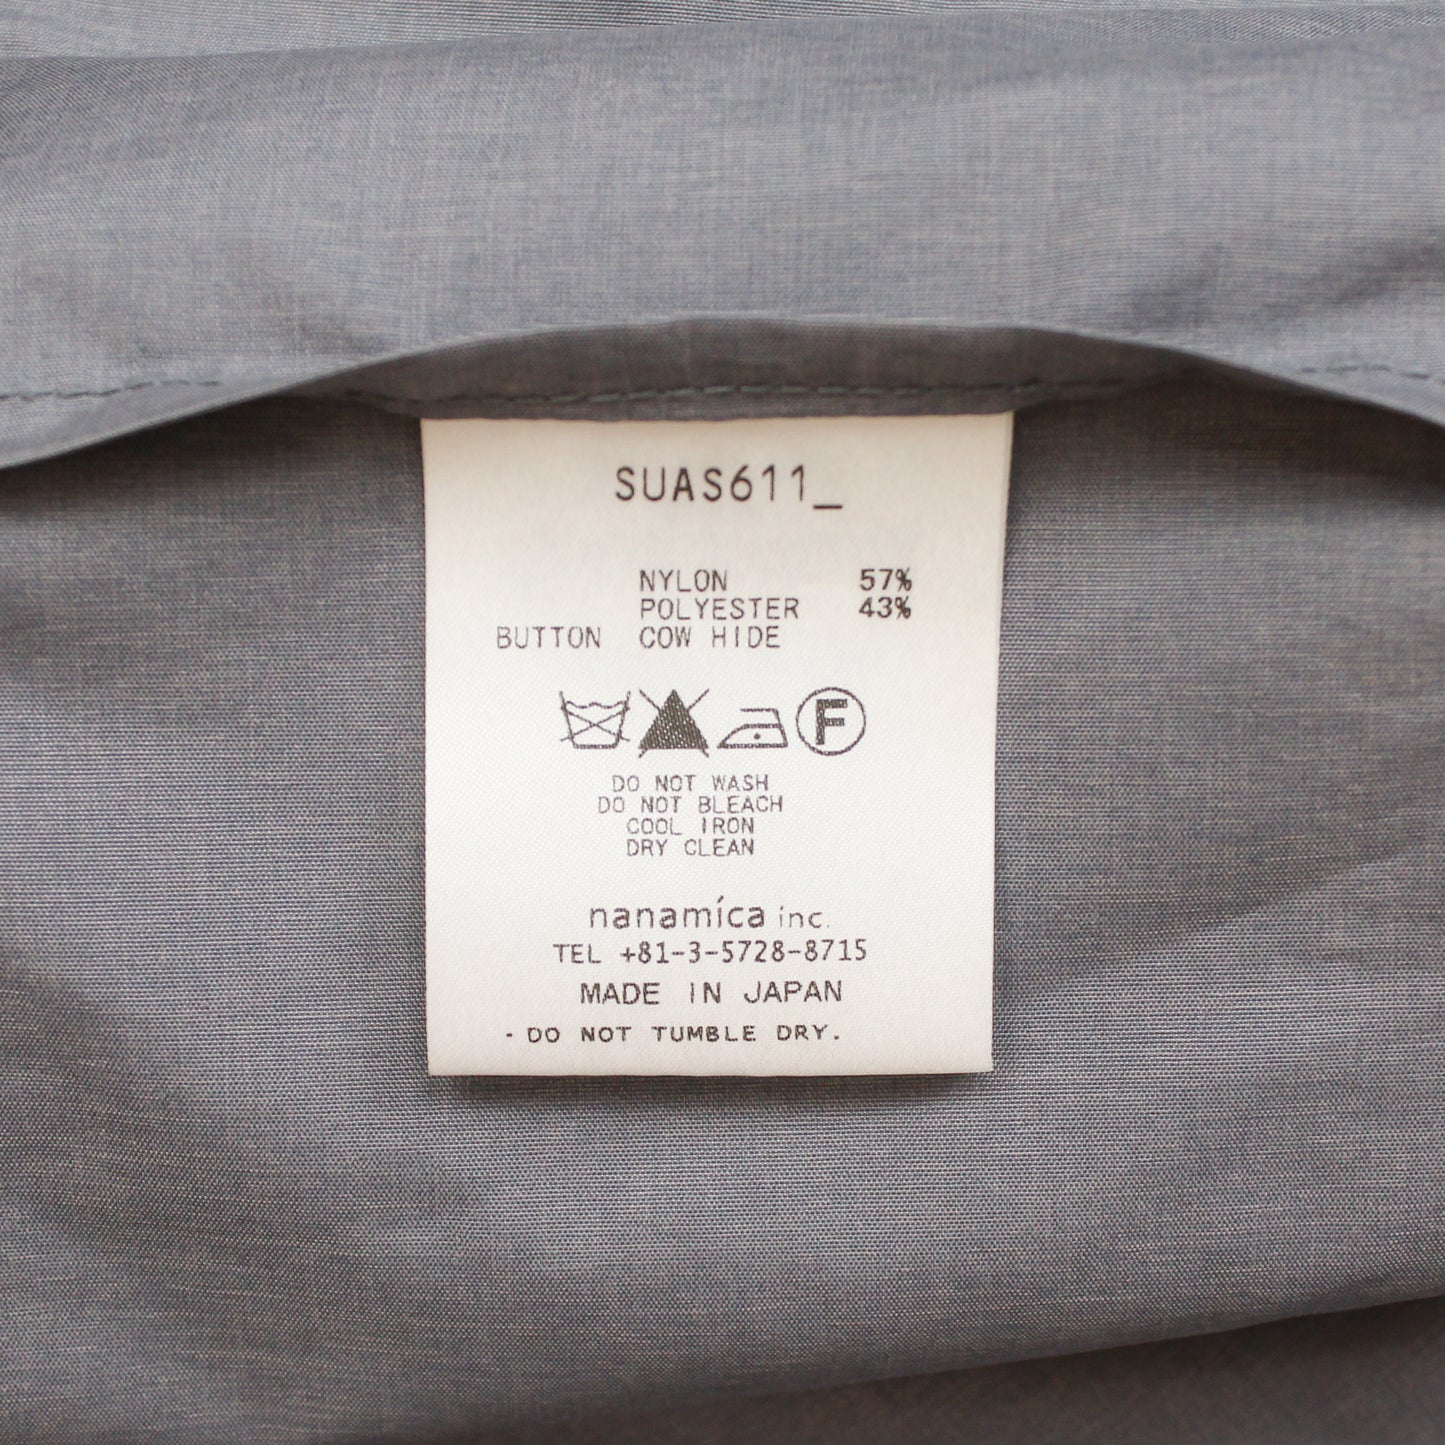 SUAS611_
NYLON 57%
POLYESTER 43%
BUTTON COW HIDE
F
DO NOT WASH
DO NOT BLEACH
COOL IRON
DRY CLEAN
nanamíca inc.
TEL +81-3-5728-8715
MADE IN JAPAN
- DO NOT TUMBLE DRY.